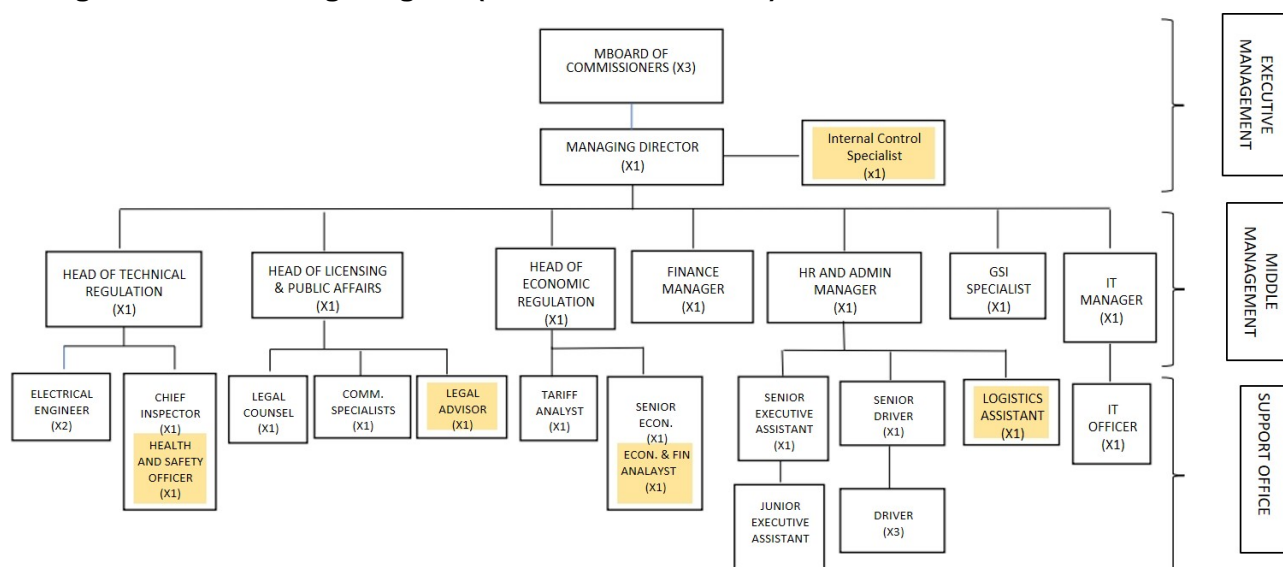 MBOARD OF
COMMISSIONERS (X3)
EXECUTIVE
MANAGEMENT
MANAGING DIRECTOR
(X1)
Internal Control
Specialist
(x1)
HEAD OF TECHNICAL
REGULATION
(X1)
HEAD OF LICENSING
& PUBLIC AFFAIRS
(X1)
HEAD OF
ECONOMIC
REGULATION
(X1)
FINANCE
MANAGER
(X1)
HR AND ADMIN
MANAGER
(X1)
GSI
SPECIALIST
(X1)
IT
MANAGER
(X1)
MIDDLE
MANAGEMENT
ELECTRICAL
ENGINEER
(X2)
CHIEF
INSPECTOR
(X1)
HEALTH
AND SAFETY
OFFICER
(X1)
LEGAL
COUNSEL
(X1)
COMM.
SPECIALISTS
(X1)
LEGAL
ADVISOR
(X1)
TARIFF
ANALYST
(X1)
SENIOR
ECON.
(X1)
ECON. & FIN
ANALAYST
(X1)
SENIOR
EXECUTIVE
ASSISTANT
(X1)
SENIOR
DRIVER
(X1)
LOGISTICS
ASSISTANT
(X1)
IT
OFFICER
(X1)
SUPPORT OFFICE
JUNIOR
EXECUTIVE
ASSISTANT
DRIVER
(X3)